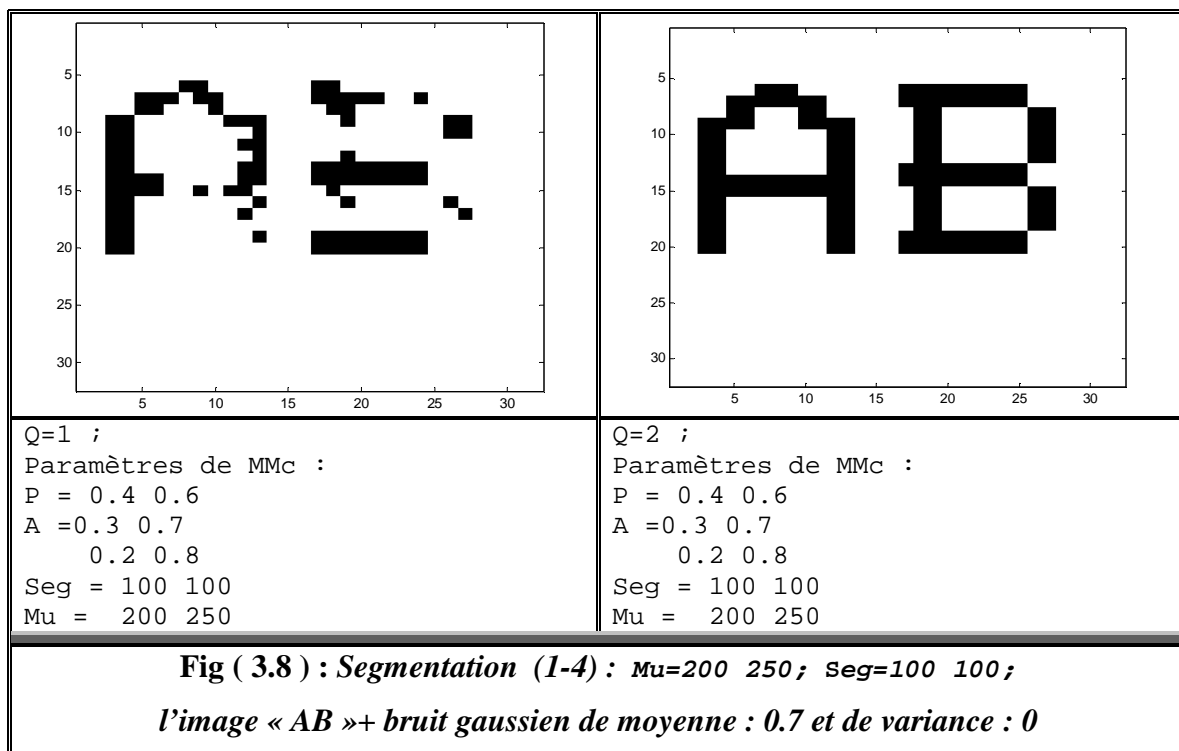 5
10
15
20
25
30
5 10 15 20 25 30
5
10
15
20
25
30
5 10 15 20 25 30
Q=1 ;
Paramètres de MMc :
P = 0.4 0.6
A =0.3 0.7
0.2 0.8
Seg = 100 100
Mu = 200 250
Q=2 ;
Paramètres de MMc :
P = 0.4 0.6
A =0.3 0.7
0.2 0.8
Seg = 100 100
Mu = 200 250
Fig ( 3.8 ) : Segmentation (1-4) : Mu=200 250; Seg=100 100;
l'image « AB »+ bruit gaussien de moyenne : 0.7 et de variance : 0